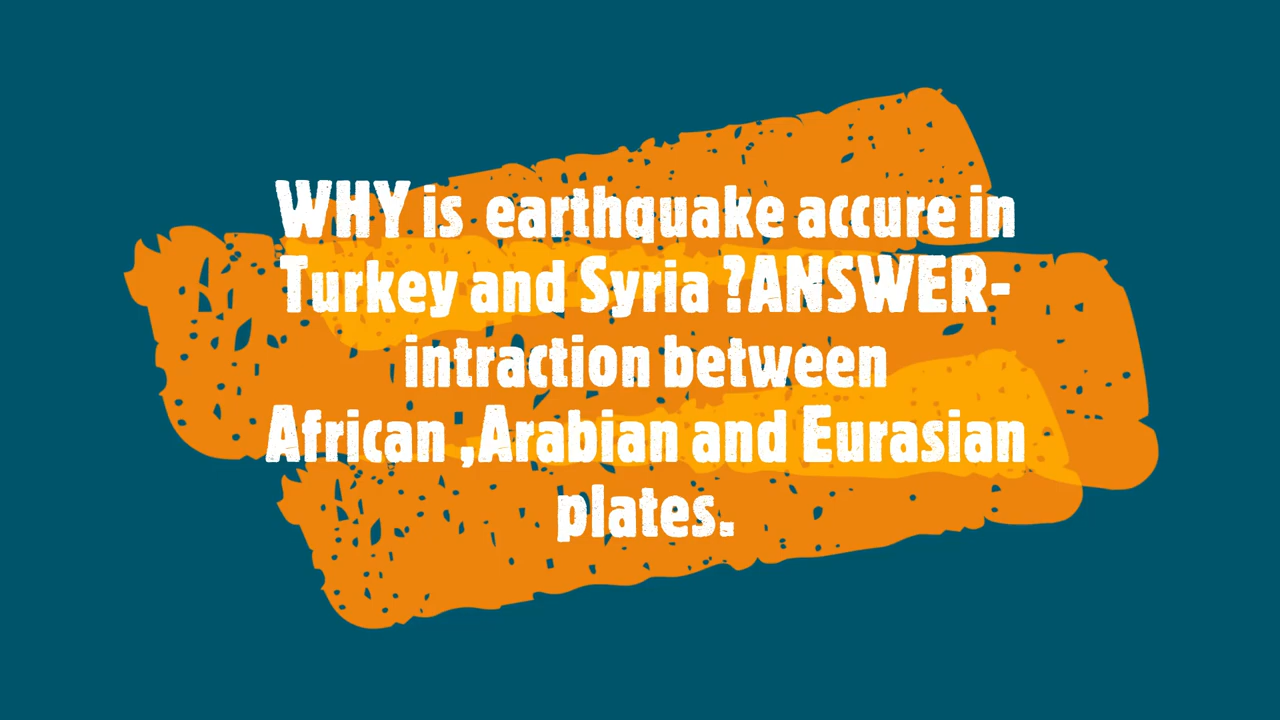 WHY is earthquake accure in
Turkey and Syria ?ANSWER-
intraction between
African ,Arabian and Eurasian
plates.